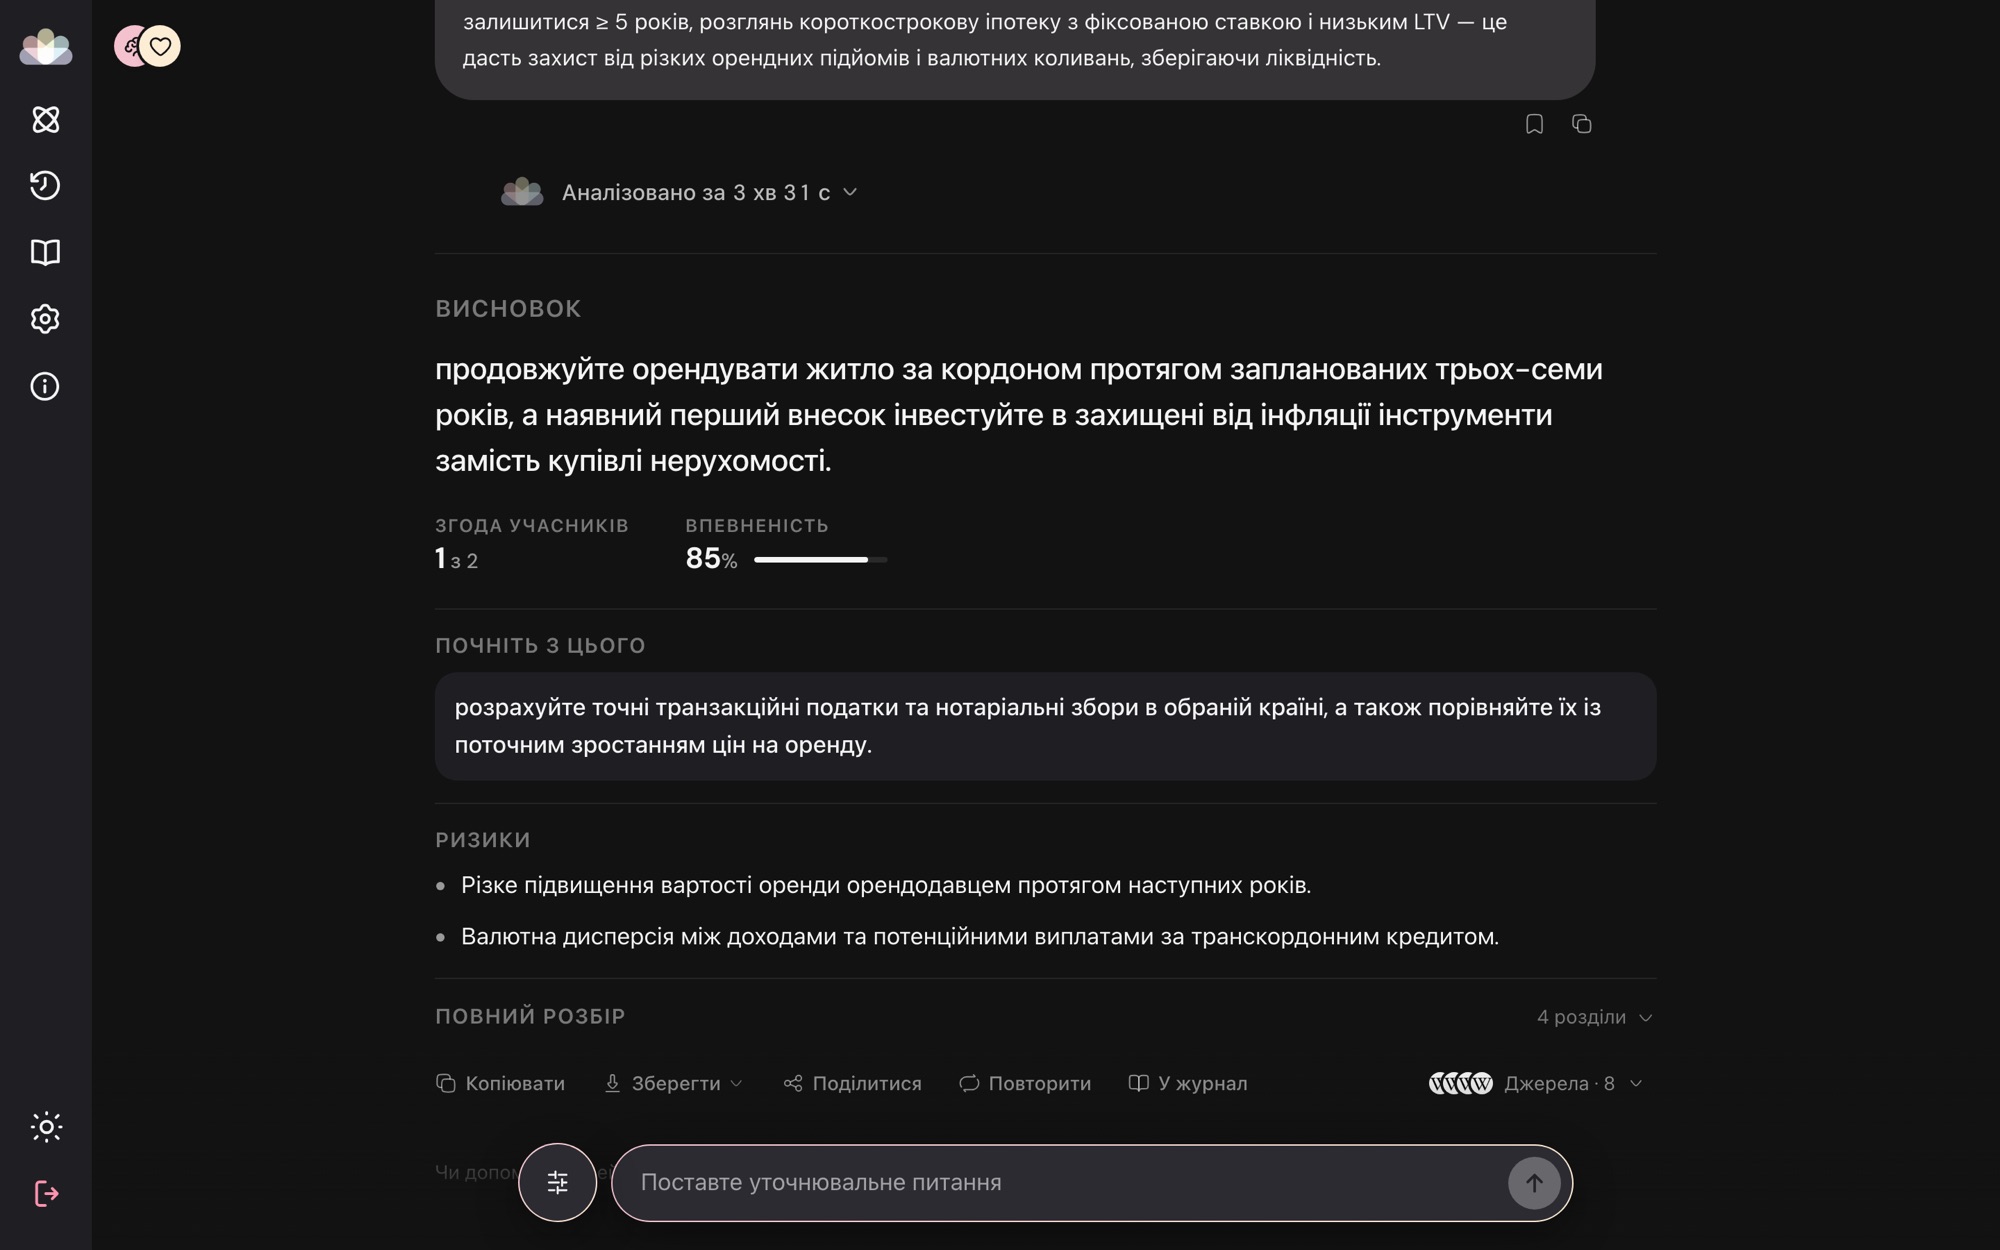 залишитися ≥ 5 років, розглянь короткострокову іпотеку з фіксованою ставкою і низьким LTV — це
дасть захист від різких орендних підйомів і валютних коливань, зберігаючи ліквідність.
Аналізовано за 3 хв 31 с
ВИСНОВОК
продовжуйте орендувати житло за кордоном протягом запланованих трьох–семи
років, а наявний перший внесок інвестуйте в захищені від інфляції інструменти
замість купівлі нерухомості.
ЗГОДА УЧАСНИКІВ ВПЕВНЕНІСТЬ
1 з 2 85%
ПОЧНІТЬ З ЦЬОГО
розрахуйте точні транзакційні податки та нотаріальні збори в обраній країні, а також порівняйте їх із
поточним зростанням цін на оренду.
РИЗИКИ
• Різке підвищення вартості оренди орендодавцем протягом наступних років.
• Валютна дисперсія між доходами та потенційними виплатами за транскордонним кредитом.
ПОВНИЙ РОЗБІР 4 розділи
Копіювати Зберегти Поділитися Повторити У журнал WWWW Джерела · 8
Чи
Поставте уточнювальне питання